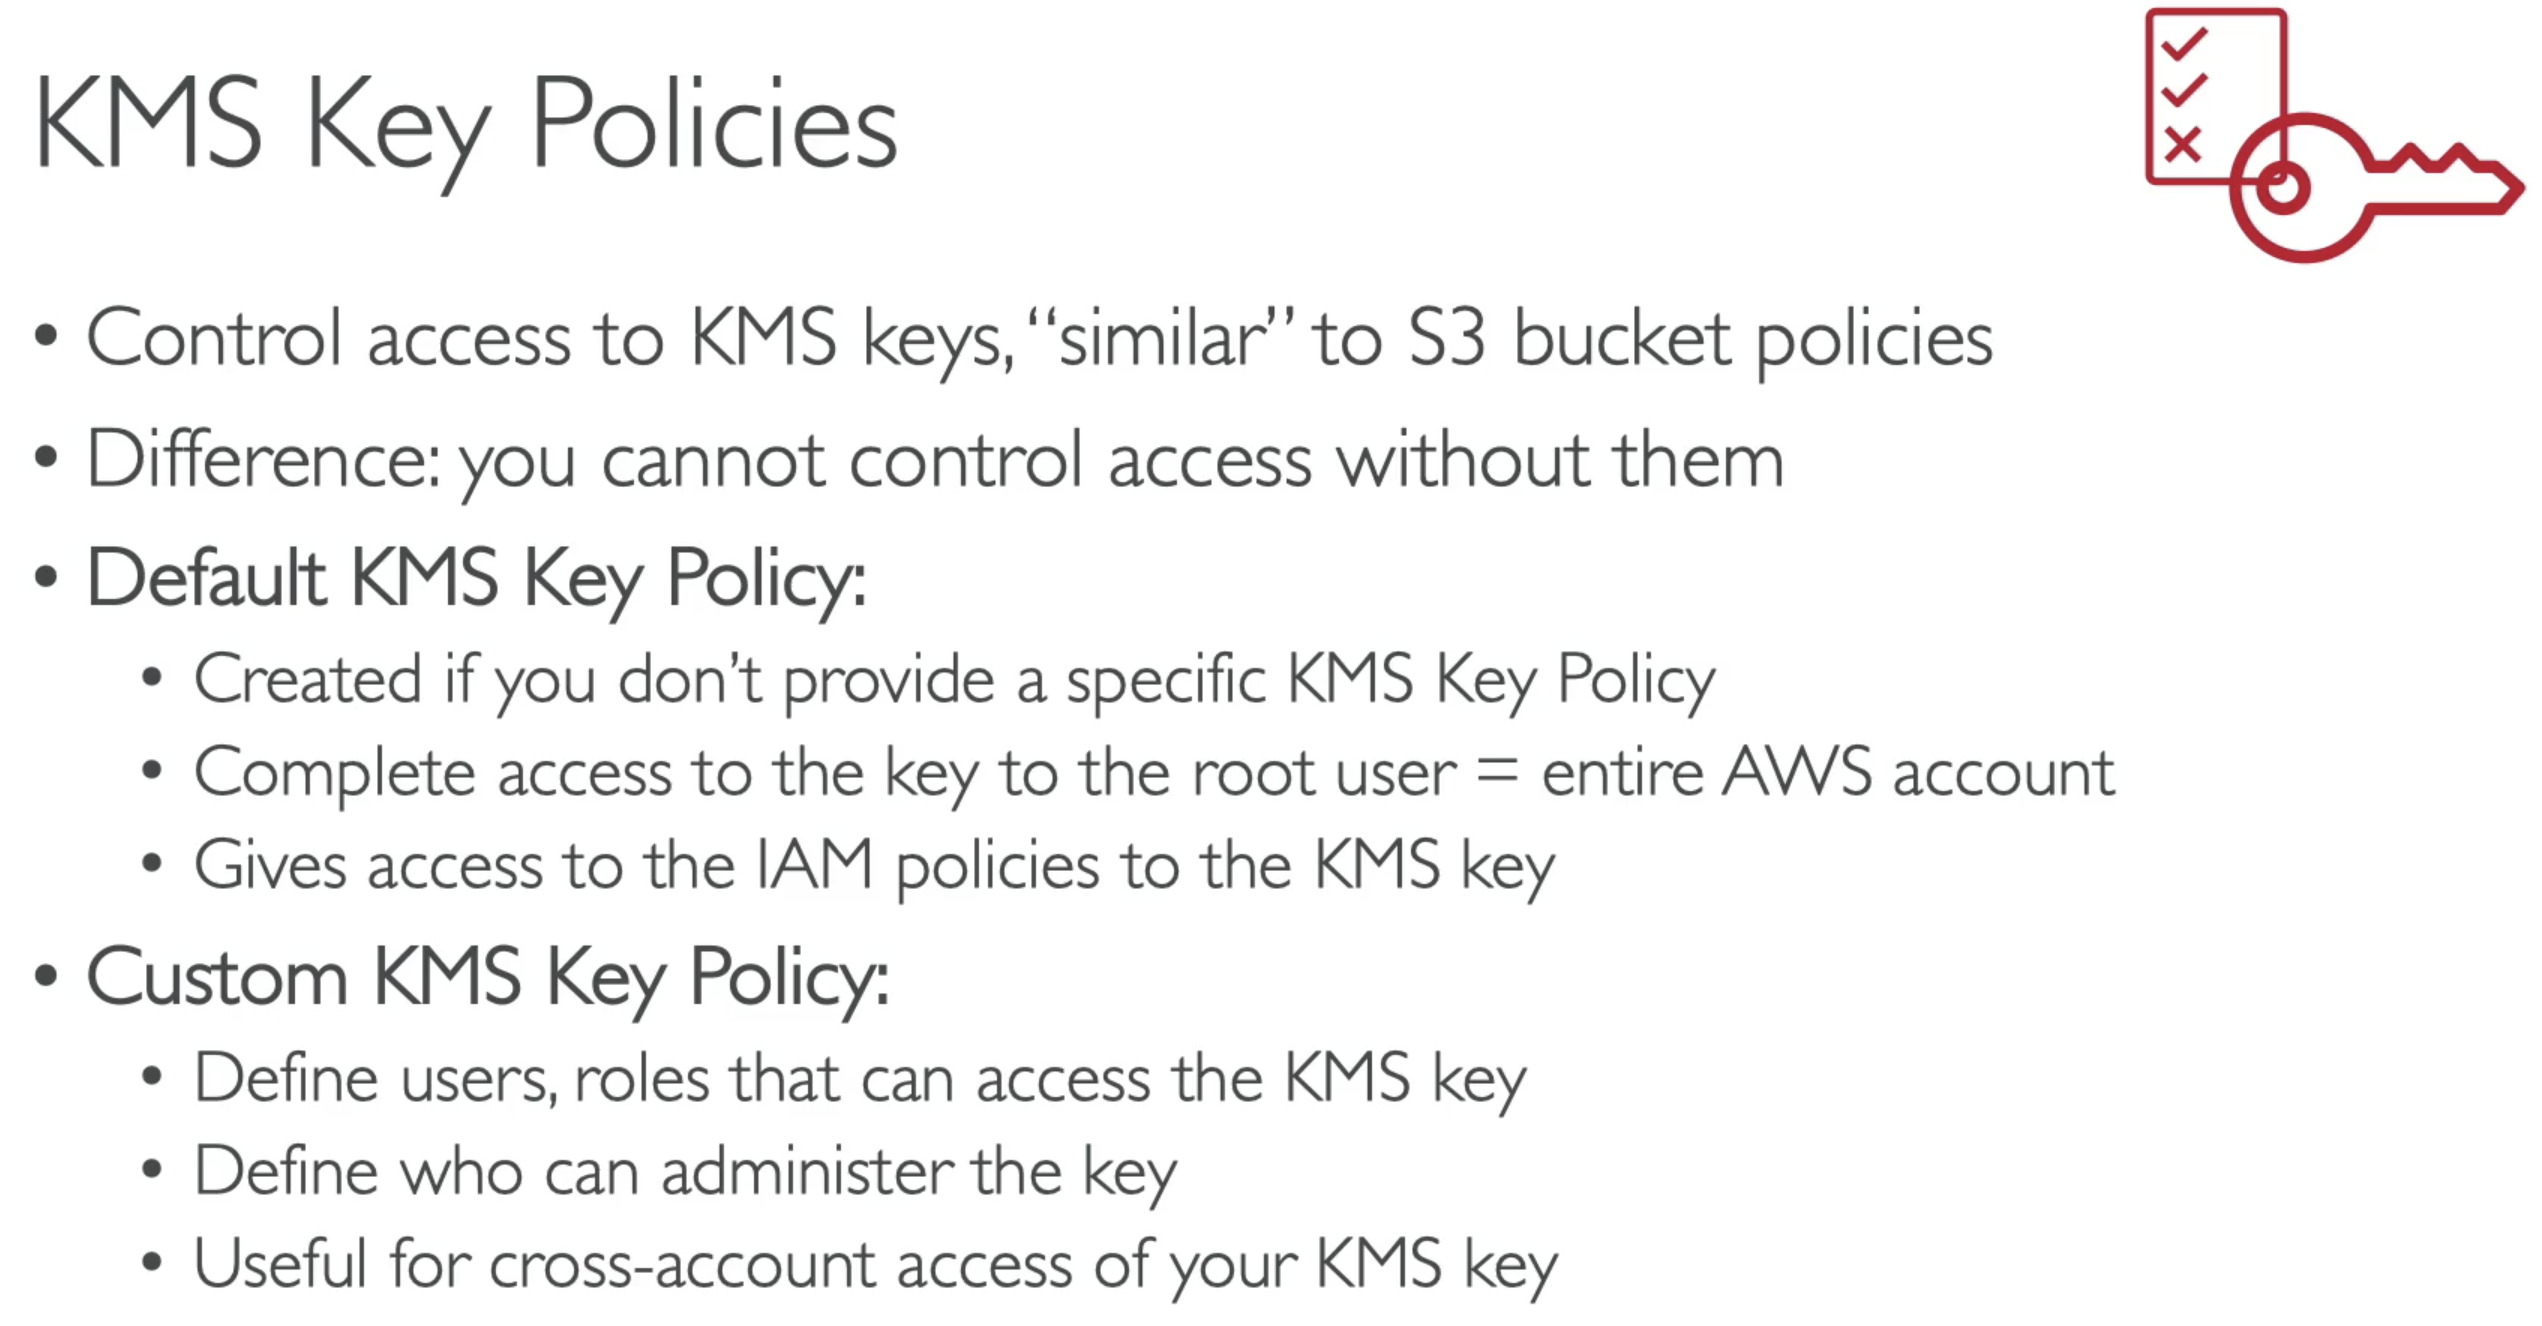 KMS Key Policies
• Control access to KMS keys, “similar” to S3 bucket policies
• Difference: you cannot control access without them
• Default KMS Key Policy:
• Created if you don’t provide a specific KMS Key Policy
• Complete access to the key to the root user = entire AWS account
• Gives access to the IAM policies to the KMS key
• Custom KMS Key Policy:
• Define users, roles that can access the KMS key
• Define who can administer the key
• Useful for cross-account access of your KMS key